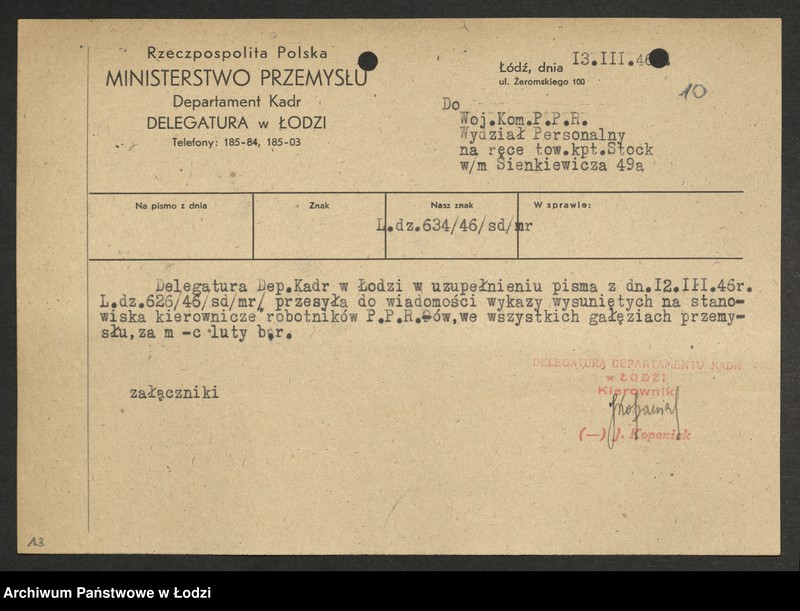 Rzeczpospolita Polska
MINISTERSTWO PRZEMYSŁU
Departament Kadr
DELEGATURA w ŁODZI
Telefony: 185-84, 185-03
Łódź, dnia 13.III.46
ul. Żeromskiego 100
10
Do
Woj.Kom.P.P.R.
Wydział Personalny
na ręce tow.kpt.Stock
w/m Sienkiewicza 49a
Na pismo z dnia
Znak
Nasz znak
W sprawie:
L.dz.634/46/sd/mr
Delegatura Dep.Kadr w Łodzi w uzupełnieniu pisma z dn.12.III.46r.
L.dz.626/46/sd/mr/ przesyła do wiadomości wykazy wysuniętych na stano-
wiska kierownicze robotników P.P.R.-ów,we wszystkich gałęziach przemy-
słu,za m -c luty b.r.
załączniki
DELEGATURA DEPARTAMENTU KADR
w ŁODZI
Kierownik
(—) J. Kopaniak
13
Archiwum Państwowe w Łodzi